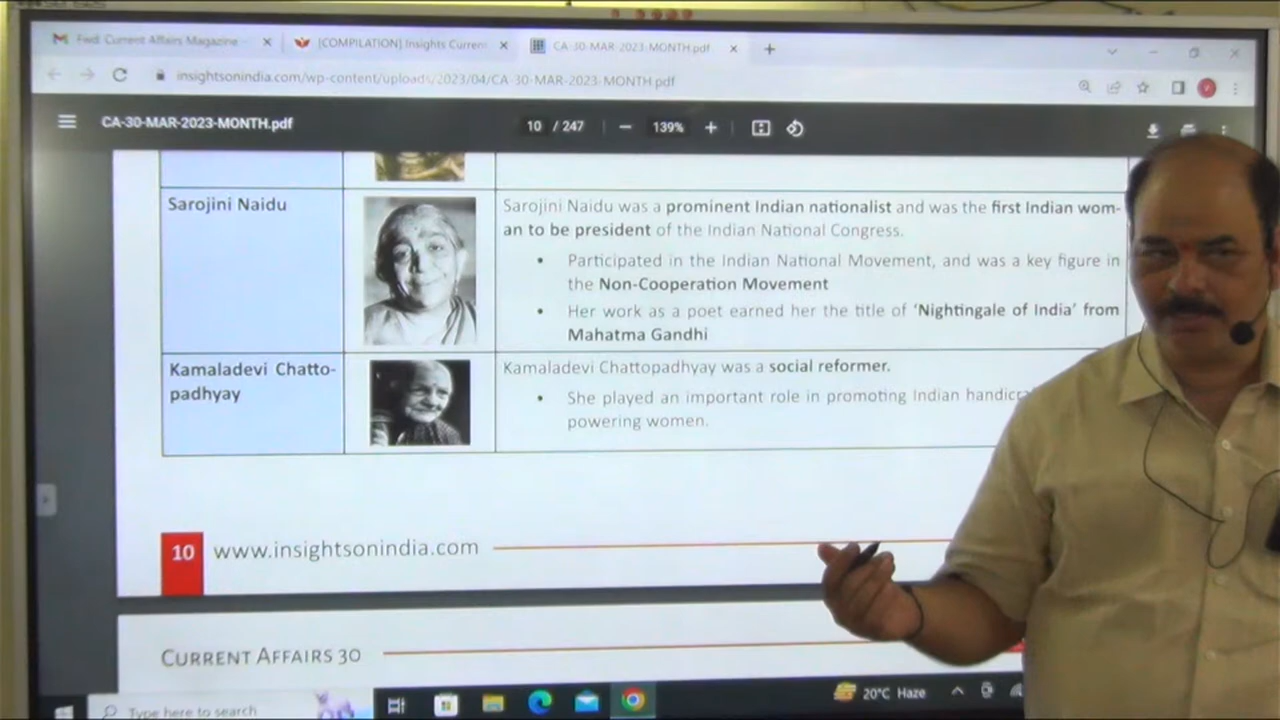 Fwd: Current Affairs Magazine -
[COMPILATION] Insights Current
CA-30-MAR-2023-MONTH.pdf
insightsonindia.com/wp-content/uploads/2023/04/CA-30-MAR-2023-MONTH.pdf
CA-30-MAR-2023-MONTH.pdf
10 / 247
139%
Sarojini Naidu
Sarojini Naidu was a prominent Indian nationalist and was the first Indian wom-
an to be president of the Indian National Congress.
• Participated in the Indian National Movement, and was a key figure in
the Non-Cooperation Movement
• Her work as a poet earned her the title of ‘Nightingale of India’ from
Mahatma Gandhi
Kamaladevi Chatto-
padhyay
Kamaladevi Chattopadhyay was a social reformer.
• She played an important role in promoting Indian handicra
powering women.
10 www.insightsonindia.com
CURRENT AFFAIRS 30
Type here to search
20°C Haze